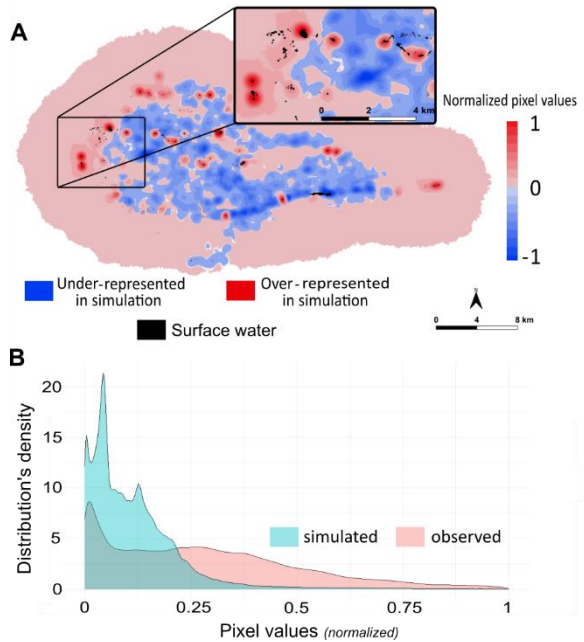 A
0 2 4 km
Normalized pixel values
1
0
-1
Under-represented
in simulation
Over - represented
in simulation
Surface water
N
0 4 8 km
B
Distribution's density
20
15
10
5
0
simulated observed
0 0.25 0.5 0.75 1
Pixel values (normalized)